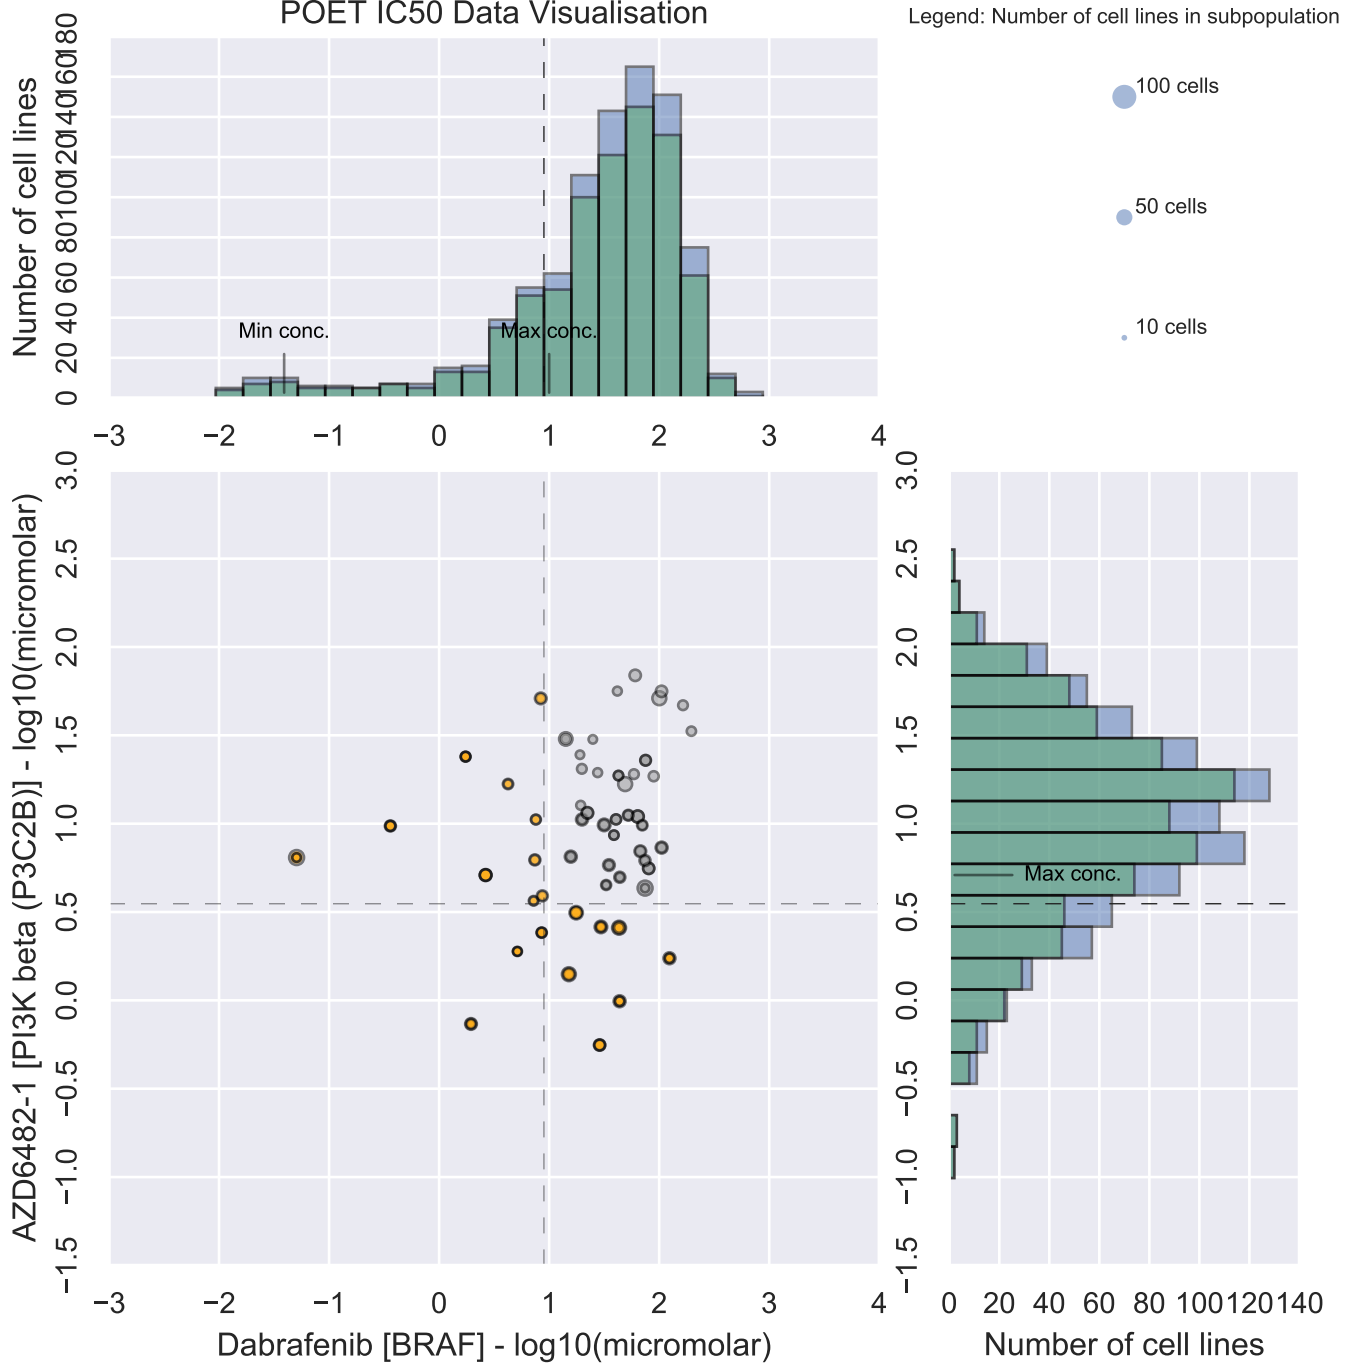 POET IC50 Data Visualisation
Legend: Number of cell lines in subpopulation
100 cells
50 cells
10 cells
Number of cell lines
0 20 40 60 80 100 120 140 160 180
Min conc.
Max conc.
−3 −2 −1 0 1 2 3 4
AZD6482-1 [PI3K beta (P3C2B)] - log10(micromolar)
3.0
2.5
2.0
1.5
1.0
0.5
0.0
−0.5
−1.0
−1.5
−3 −2 −1 0 1 2 3 4
Dabrafenib [BRAF] - log10(micromolar)
3.0
2.5
2.0
1.5
1.0
0.5
0.0
−0.5
−1.0
−1.5
Max conc.
0 20 40 60 80 100 120 140
Number of cell lines